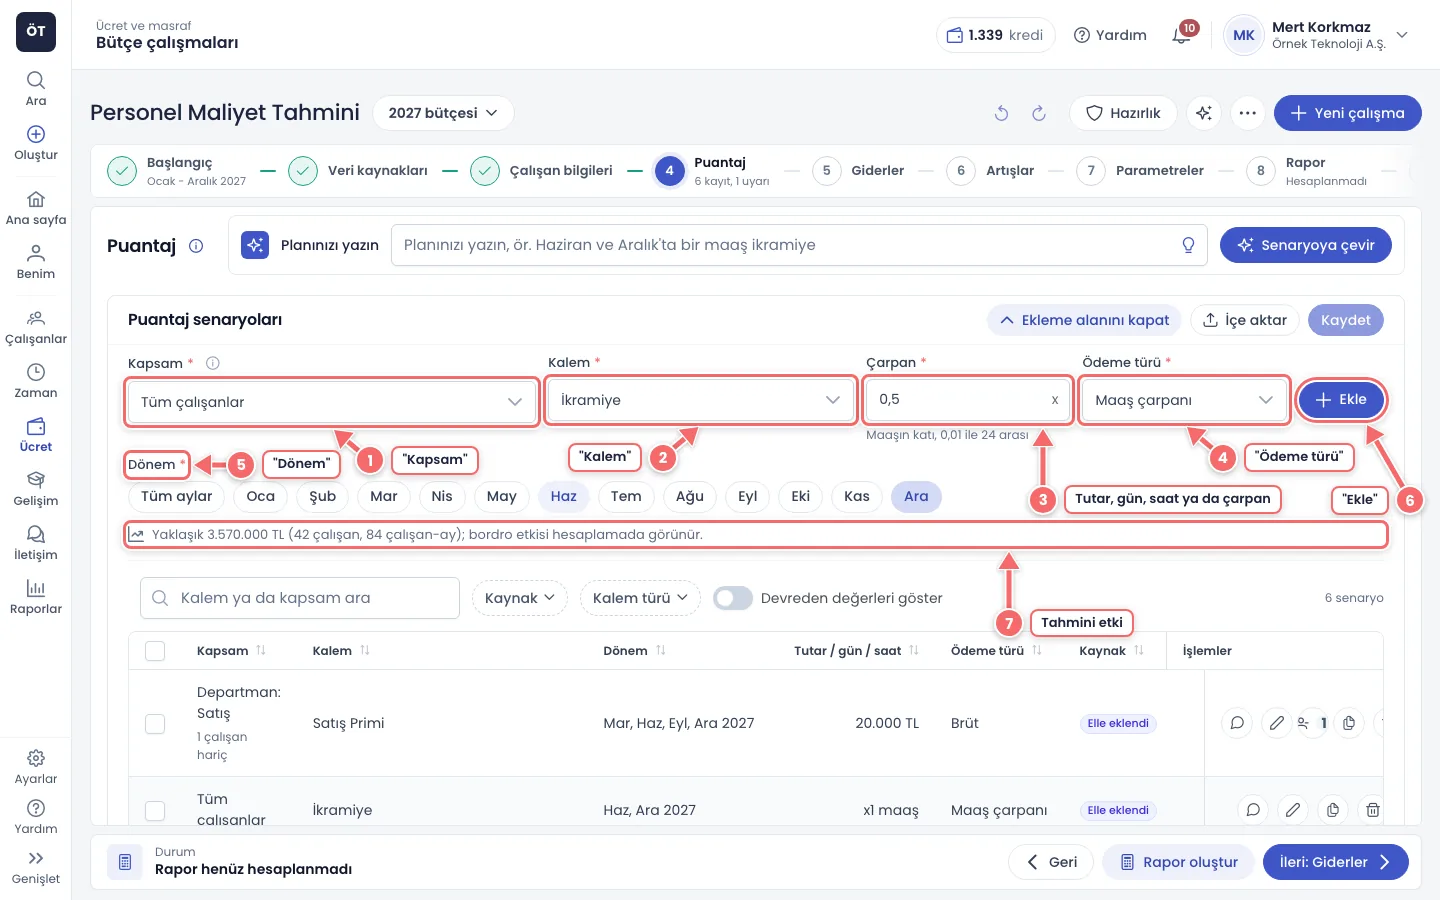 ÖT
Ücret ve masraf
Bütçe çalışmaları
1.339 kredi
Yardım
10
MK
Mert Korkmaz
Örnek Teknoloji A.Ş.
Ara
Oluştur
Ana sayfa
Benim
Çalışanlar
Zaman
Ücret
Gelişim
İletişim
Raporlar
Ayarlar
Yardım
Genişlet
Personel Maliyet Tahmini
2027 bütçesi
Hazırlık
Yeni çalışma
Başlangıç
Ocak - Aralık 2027
Veri kaynakları
Çalışan bilgileri
4
Puantaj
6 kayıt, 1 uyarı
5
Giderler
6
Artışlar
7
Parametreler
8
Rapor
Hesaplanmadı
Puantaj
Planınızı yazın
Planınızı yazın, ör. Haziran ve Aralık'ta bir maaş ikramiye
Senaryoya çevir
Puantaj senaryoları
Ekleme alanını kapat
İçe aktar
Kaydet
Kapsam *
Kalem *
Çarpan *
Ödeme türü *
Tüm çalışanlar
İkramiye
0,5
x
Maaş çarpanı
Ekle
Maaşın katı, 0,01 ile 24 arası
Dönem *
5
"Dönem"
1
"Kapsam"
"Kalem"
2
4
"Ödeme türü"
3
Tutar, gün, saat ya da çarpan
"Ekle"
6
Tüm aylar
Oca
Şub
Mar
Nis
May
Haz
Tem
Ağu
Eyl
Eki
Kas
Ara
Yaklaşık 3.570.000 TL (42 çalışan, 84 çalışan-ay); bordro etkisi hesaplamada görünür.
Kalem ya da kapsam ara
Kaynak
Kalem türü
Devreden değerleri göster
6 senaryo
7
Tahmini etki
Kapsam
Kalem
Dönem
Tutar / gün / saat
Ödeme türü
Kaynak
İşlemler
Departman:
Satış
1 çalışan
hariç
Satış Primi
Mar, Haz, Eyl, Ara 2027
20.000 TL
Brüt
Elle eklendi
1
Tüm
çalışanlar
İkramiye
Haz, Ara 2027
x1 maaş
Maaş çarpanı
Elle eklendi
Durum
Rapor henüz hesaplanmadı
Geri
Rapor oluştur
İleri: Giderler